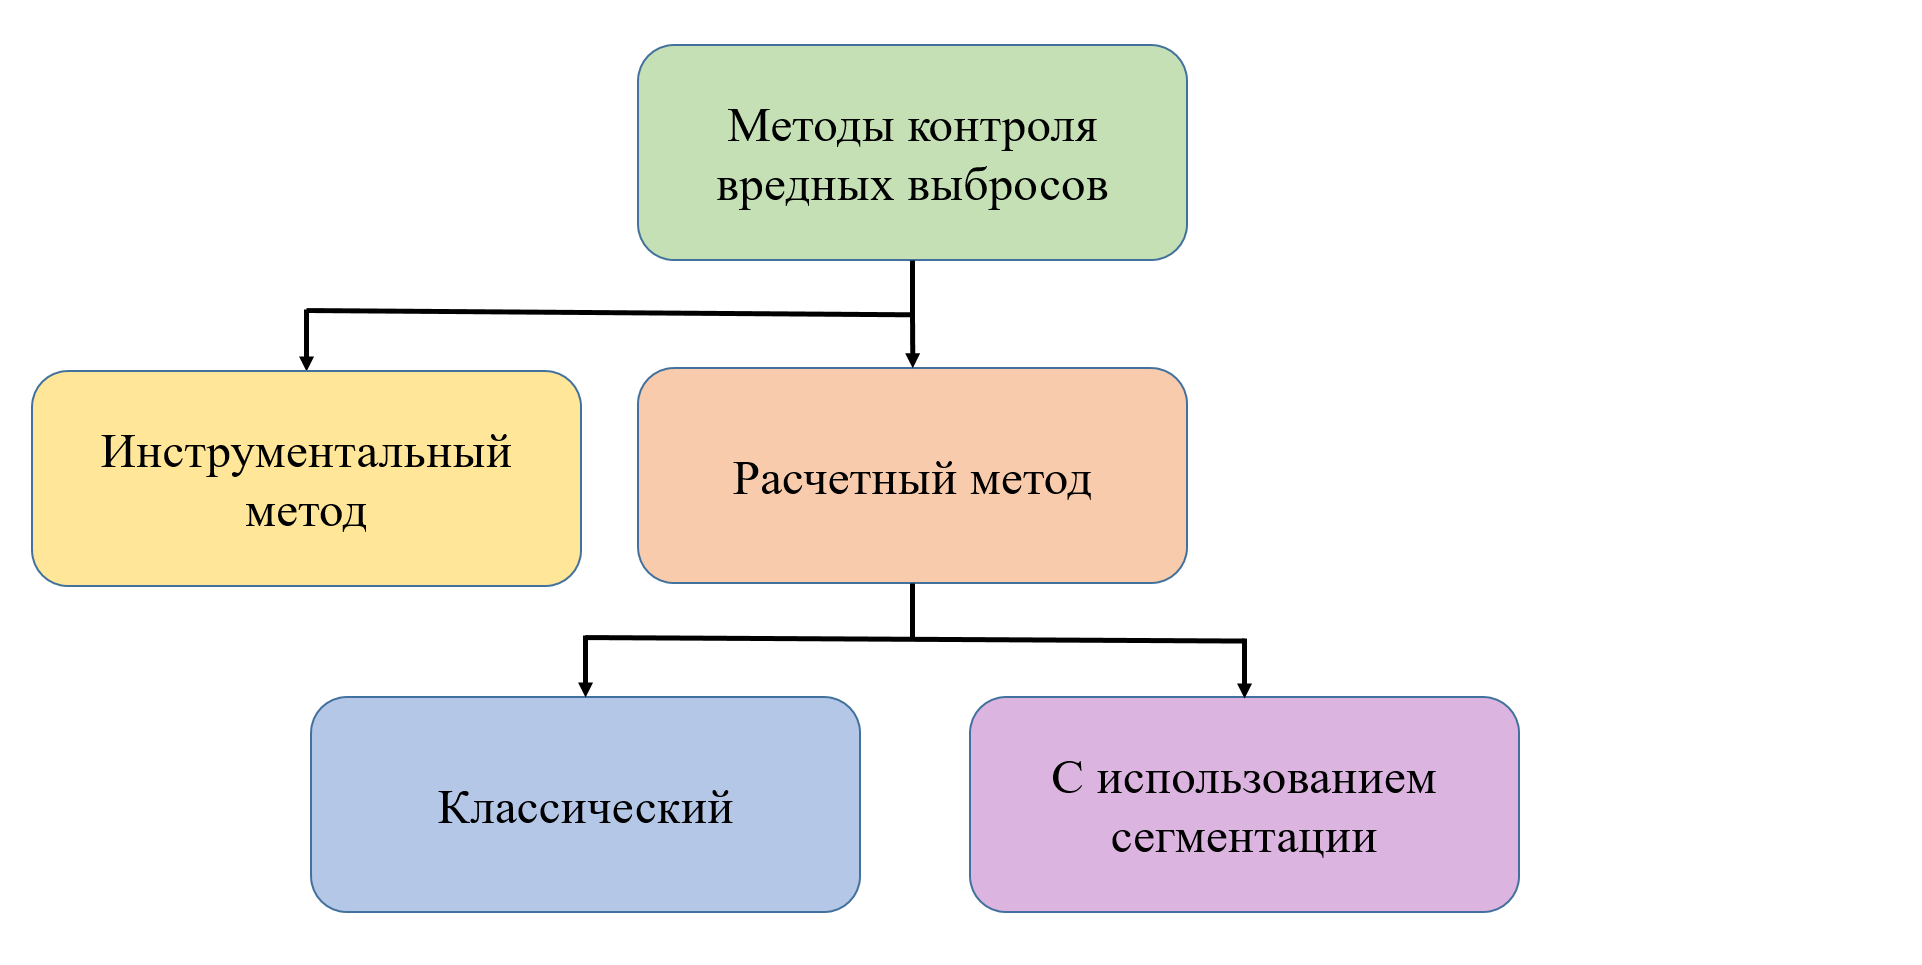 Методы контроля
вредных выбросов
Инструментальный
метод
Расчетный метод
Классический
С использованием
сегментации